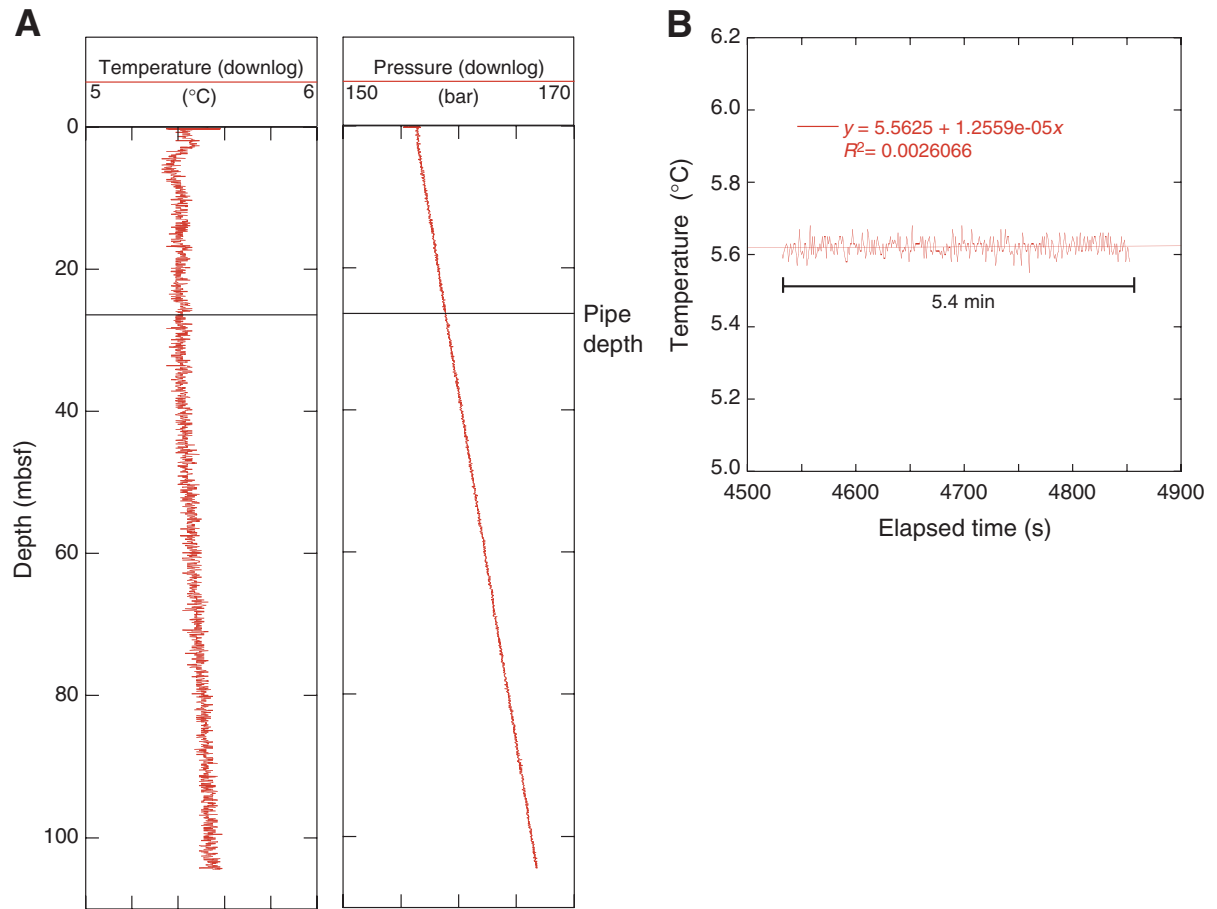 A
Temperature (downlog)
5 (°C) 6
Pressure (downlog)
150 (bar) 170
0
20
40
60
80
100
Depth (mbsf)
Pipe
depth
B
6.2
6.0
5.8
5.6
5.4
5.2
5.0
Temperature (°C)
y = 5.5625 + 1.2559e-05x
R²= 0.0026066
5.4 min
4500 4600 4700 4800 4900
Elapsed time (s)